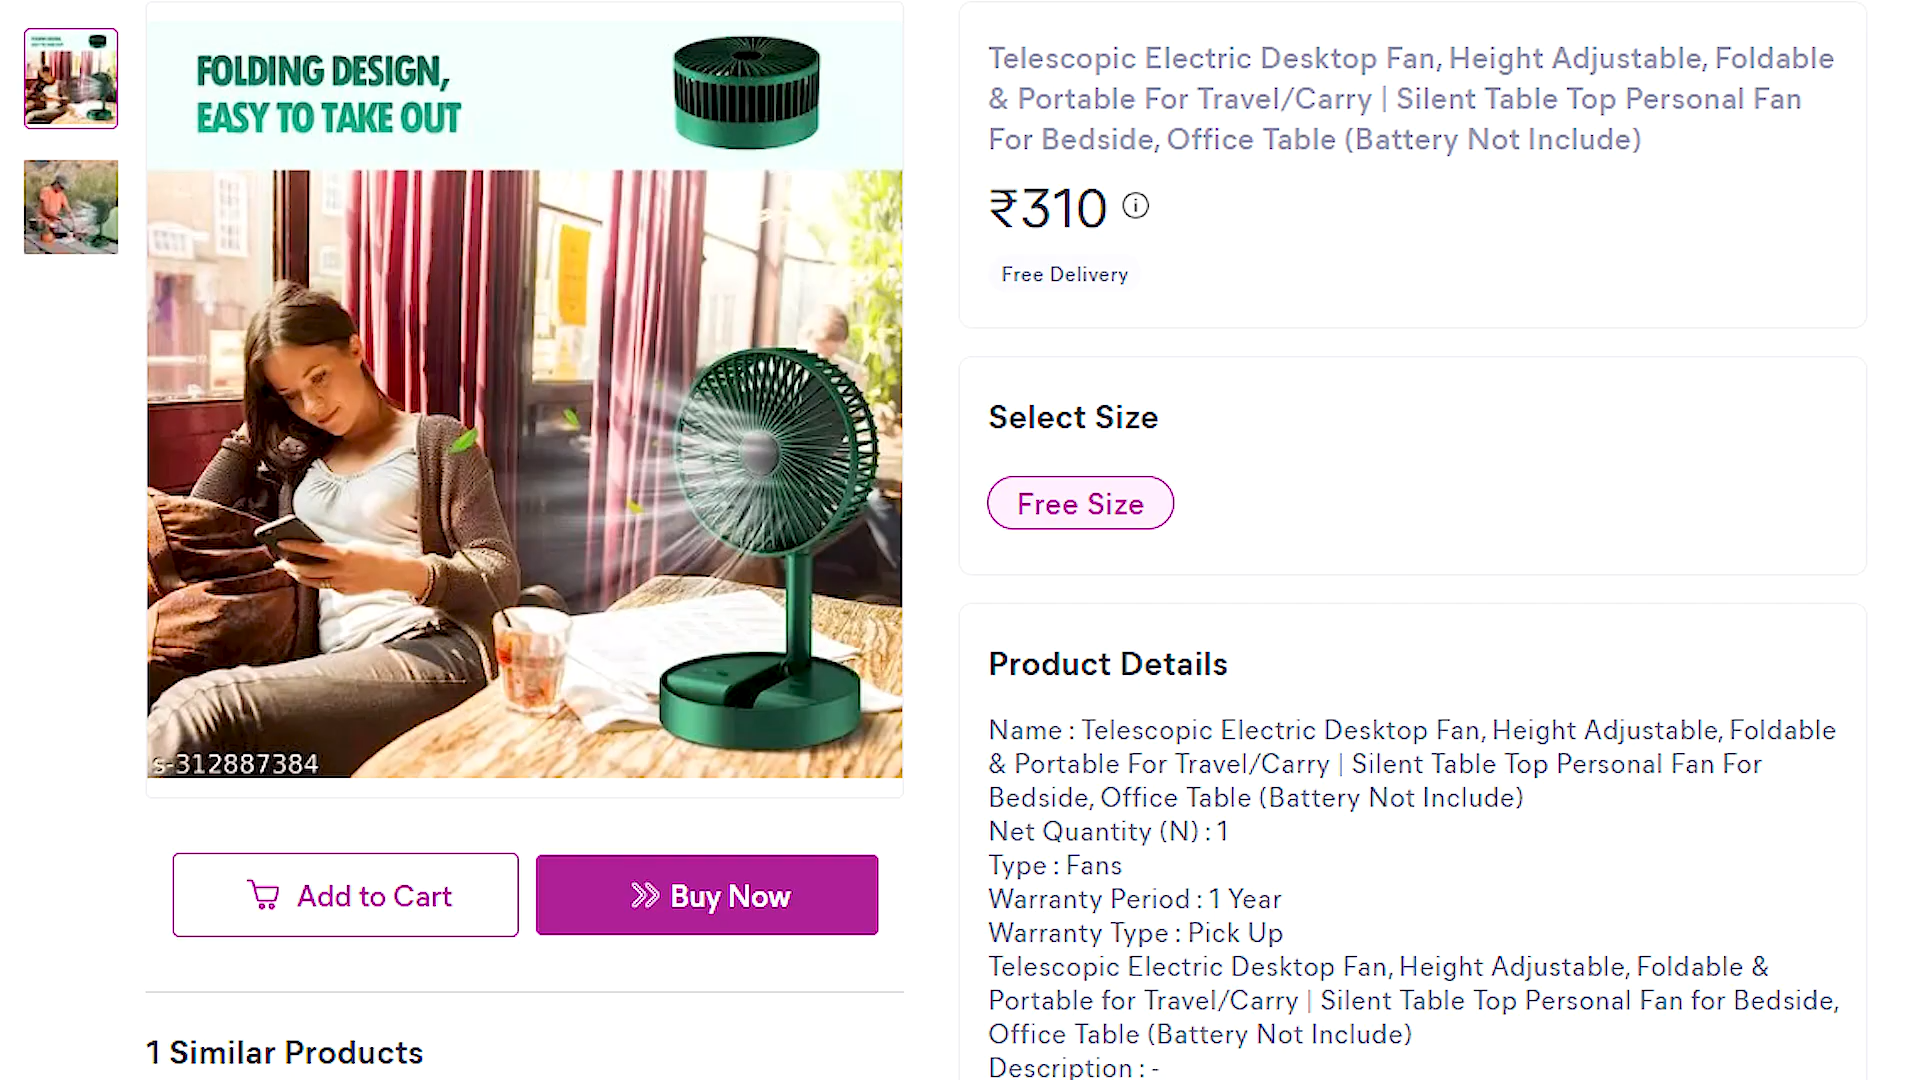 FOLDING DESIGN,
EASY TO TAKE OUT
s-312887384
Add to Cart
Buy Now
1 Similar Products
Telescopic Electric Desktop Fan, Height Adjustable, Foldable
& Portable For Travel/Carry | Silent Table Top Personal Fan
For Bedside, Office Table (Battery Not Include)
₹310
Free Delivery
Select Size
Free Size
Product Details
Name : Telescopic Electric Desktop Fan, Height Adjustable, Foldable
& Portable For Travel/Carry | Silent Table Top Personal Fan For
Bedside, Office Table (Battery Not Include)
Net Quantity (N) : 1
Type : Fans
Warranty Period : 1 Year
Warranty Type : Pick Up
Telescopic Electric Desktop Fan, Height Adjustable, Foldable &
Portable for Travel/Carry | Silent Table Top Personal Fan for Bedside,
Office Table (Battery Not Include)
Description : -